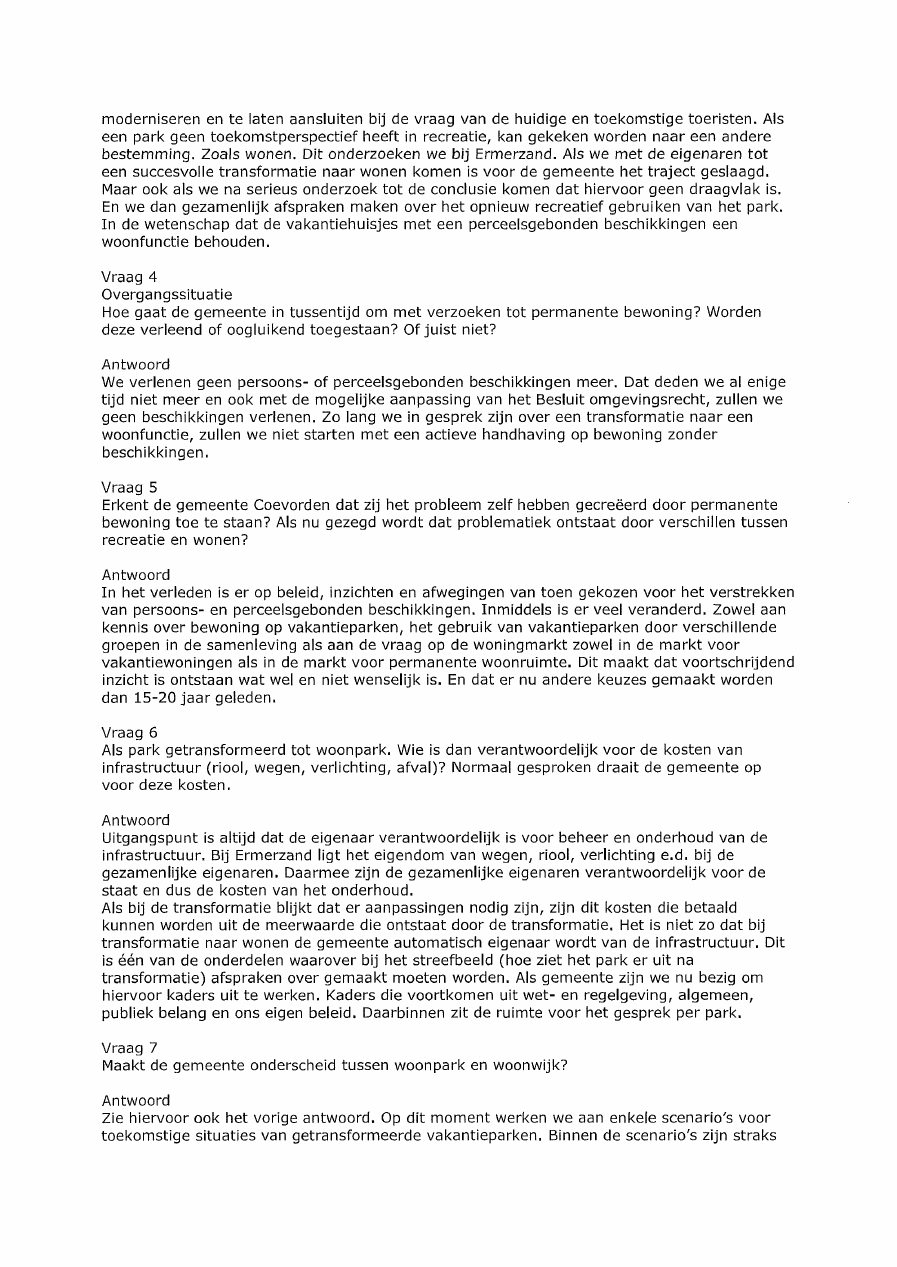 moderniseren en te laten aansluiten bij de vraag van de huidige en toekomstige toeristen. Als
een park geen toekomstperspectief heeft in recreatie, kan gekeken worden naar een andere
bestemming. Zoals wonen. Dit onderzoeken we bij Ermerzand. Als we met de eigenaren tot
een succesvolle transformatie naar wonen komen is voor de gemeente het traject geslaagd.
Maar ook als we na serieus onderzoek tot de conclusie komen dat hiervoor geen draagvlak is.
En we dan gezamenlijk afspraken maken over het opnieuw recreatief gebruiken van het park.
In de wetenschap dat de vakantiehuisjes met een perceelsgebonden beschikkingen een
woonfunctie behouden.
Vraag 4
Overgangssituatie
Hoe gaat de gemeente in tussentijd om met verzoeken tot permanente bewoning? Worden
deze verleend of oogluikend toegestaan? Of juist niet?
Antwoord
We verlenen geen persoons- of perceelsgebonden beschikkingen meer. Dat deden we al enige
tijd niet meer en ook met de mogelijke aanpassing van het Besluit omgevingsrecht, zullen we
geen beschikkingen verlenen. Zo lang we in gesprek zijn over een transformatie naar een
woonfunctie, zullen we niet starten met een actieve handhaving op bewoning zonder
beschikkingen.
Vraag 5
Erkent de gemeente Coevorden dat zij het probleem zelf hebben gecreëerd door permanente
bewoning toe te staan? Als nu gezegd wordt dat problematiek ontstaat door verschillen tussen
recreatie en wonen?
Antwoord
In het verleden is er op beleid, inzichten en afwegingen van toen gekozen voor het verstrekken
van persoons- en perceelsgebonden beschikkingen. Inmiddels is er veel veranderd. Zowel aan
kennis over bewoning op vakantieparken, het gebruik van vakantieparken door verschillende
groepen in de samenleving als aan de vraag op de woningmarkt zowel in de markt voor
vakantiewoningen als in de markt voor permanente woonruimte. Dit maakt dat voortschrijdend
inzicht is ontstaan wat wel en niet wenselijk is. En dat er nu andere keuzes gemaakt worden
dan 15-20 jaar geleden.
Vraag 6
Als park getransformeerd tot woonpark. Wie is dan verantwoordelijk voor de kosten van
infrastructuur (riool, wegen, verlichting, afval)? Normaal gesproken draait de gemeente op
voor deze kosten.
Antwoord
Uitgangspunt is altijd dat de eigenaar verantwoordelijk is voor beheer en onderhoud van de
infrastructuur. Bij Ermerzand ligt het eigendom van wegen, riool, verlichting e.d. bij de
gezamenlijke eigenaren. Daarmee zijn de gezamenlijke eigenaren verantwoordelijk voor de
staat en dus de kosten van het onderhoud.
Als bij de transformatie blijkt dat er aanpassingen nodig zijn, zijn dit kosten die betaald
kunnen worden uit de meerwaarde die ontstaat door de transformatie. Het is niet zo dat bij
transformatie naar wonen de gemeente automatisch eigenaar wordt van de infrastructuur. Dit
is één van de onderdelen waarover bij het streefbeeld (hoe ziet het park er uit na
transformatie) afspraken over gemaakt moeten worden. Als gemeente zijn we nu bezig om
hiervoor kaders uit te werken. Kaders die voortkomen uit wet- en regelgeving, algemeen,
publiek belang en ons eigen beleid. Daarbinnen zit de ruimte voor het gesprek per park.
Vraag 7
Maakt de gemeente onderscheid tussen woonpark en woonwijk?
Antwoord
Zie hiervoor ook het vorige antwoord. Op dit moment werken we aan enkele scenario's voor
toekomstige situaties van getransformeerde vakantieparken. Binnen de scenario's zijn straks